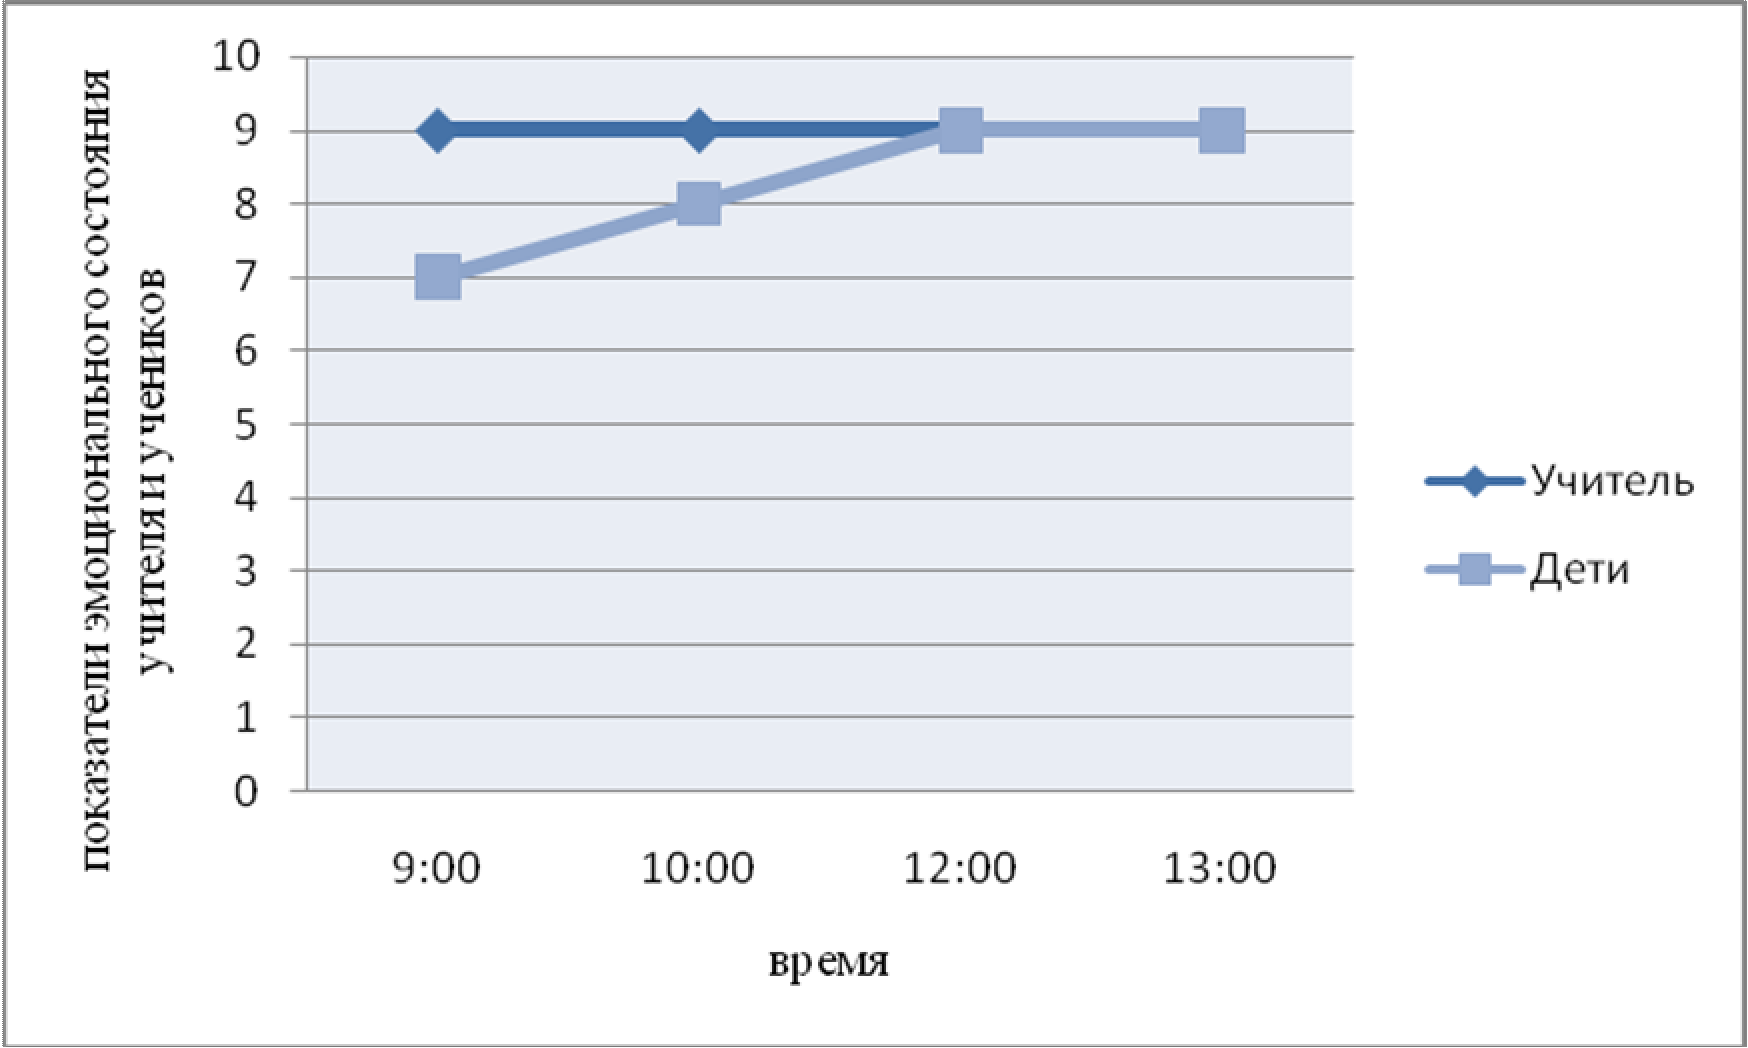 показатели эмоционального состояния
учителя и учеников
10
9
8
7
6
5
4
3
2
1
0
9:00 10:00 12:00 13:00
время
Учитель
Дети